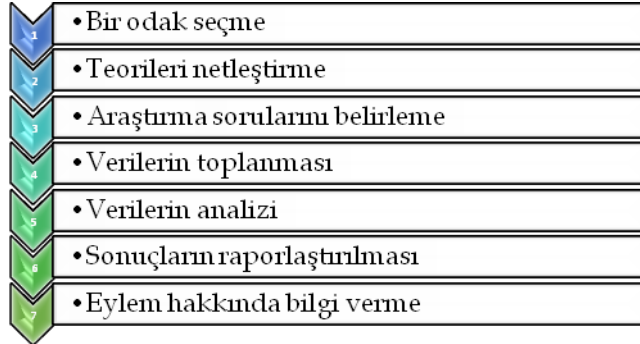 1 • Bir odak seçme
2 • Teorileri netleştirme
3 • Araştırma sorularını belirleme
4 • Verilerin toplanması
5 • Verilerin analizi
6 • Sonuçların raporlaştırılması
7 • Eylem hakkında bilgi verme